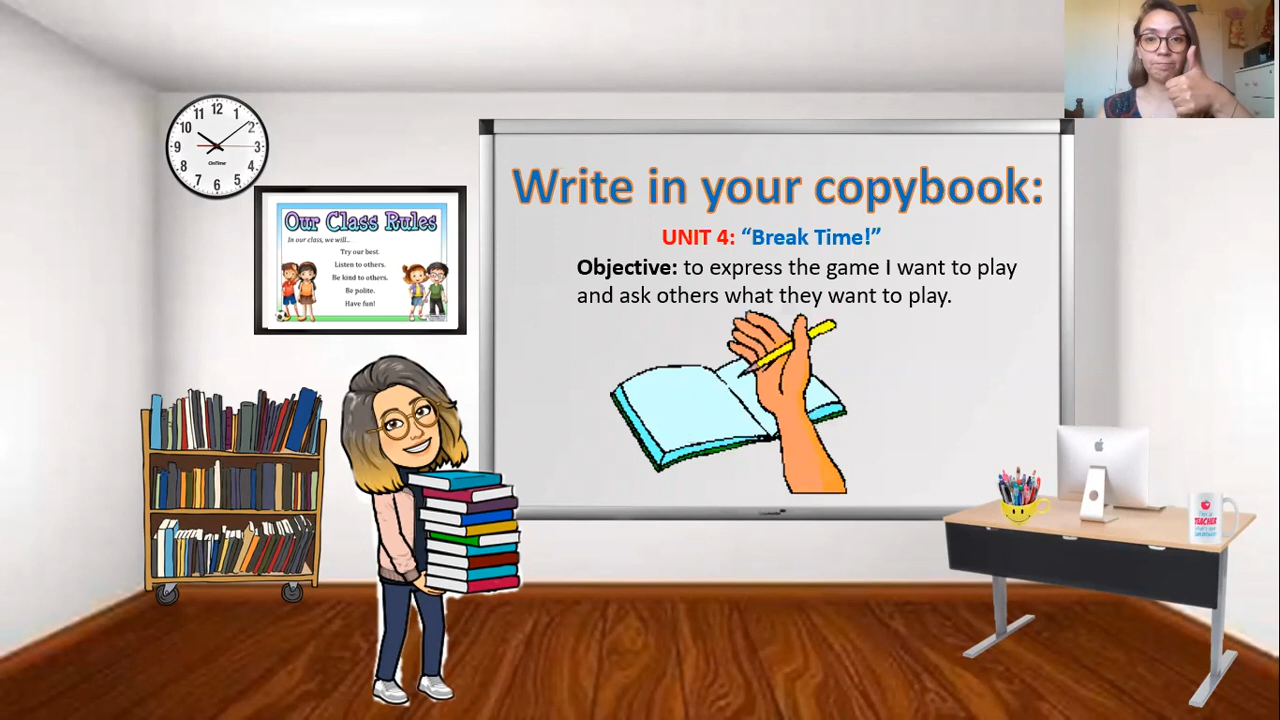 Write in your copybook:
UNIT 4: “Break Time!”
Objective: to express the game I want to play
and ask others what they want to play.
11 12 1
10 2
9 3
8 4
7 6 5
OnTime
Our Class Rules
In our class, we will...
Try our best.
Listen to others.
Be kind to others.
Be polite.
Have fun!
TEACHER